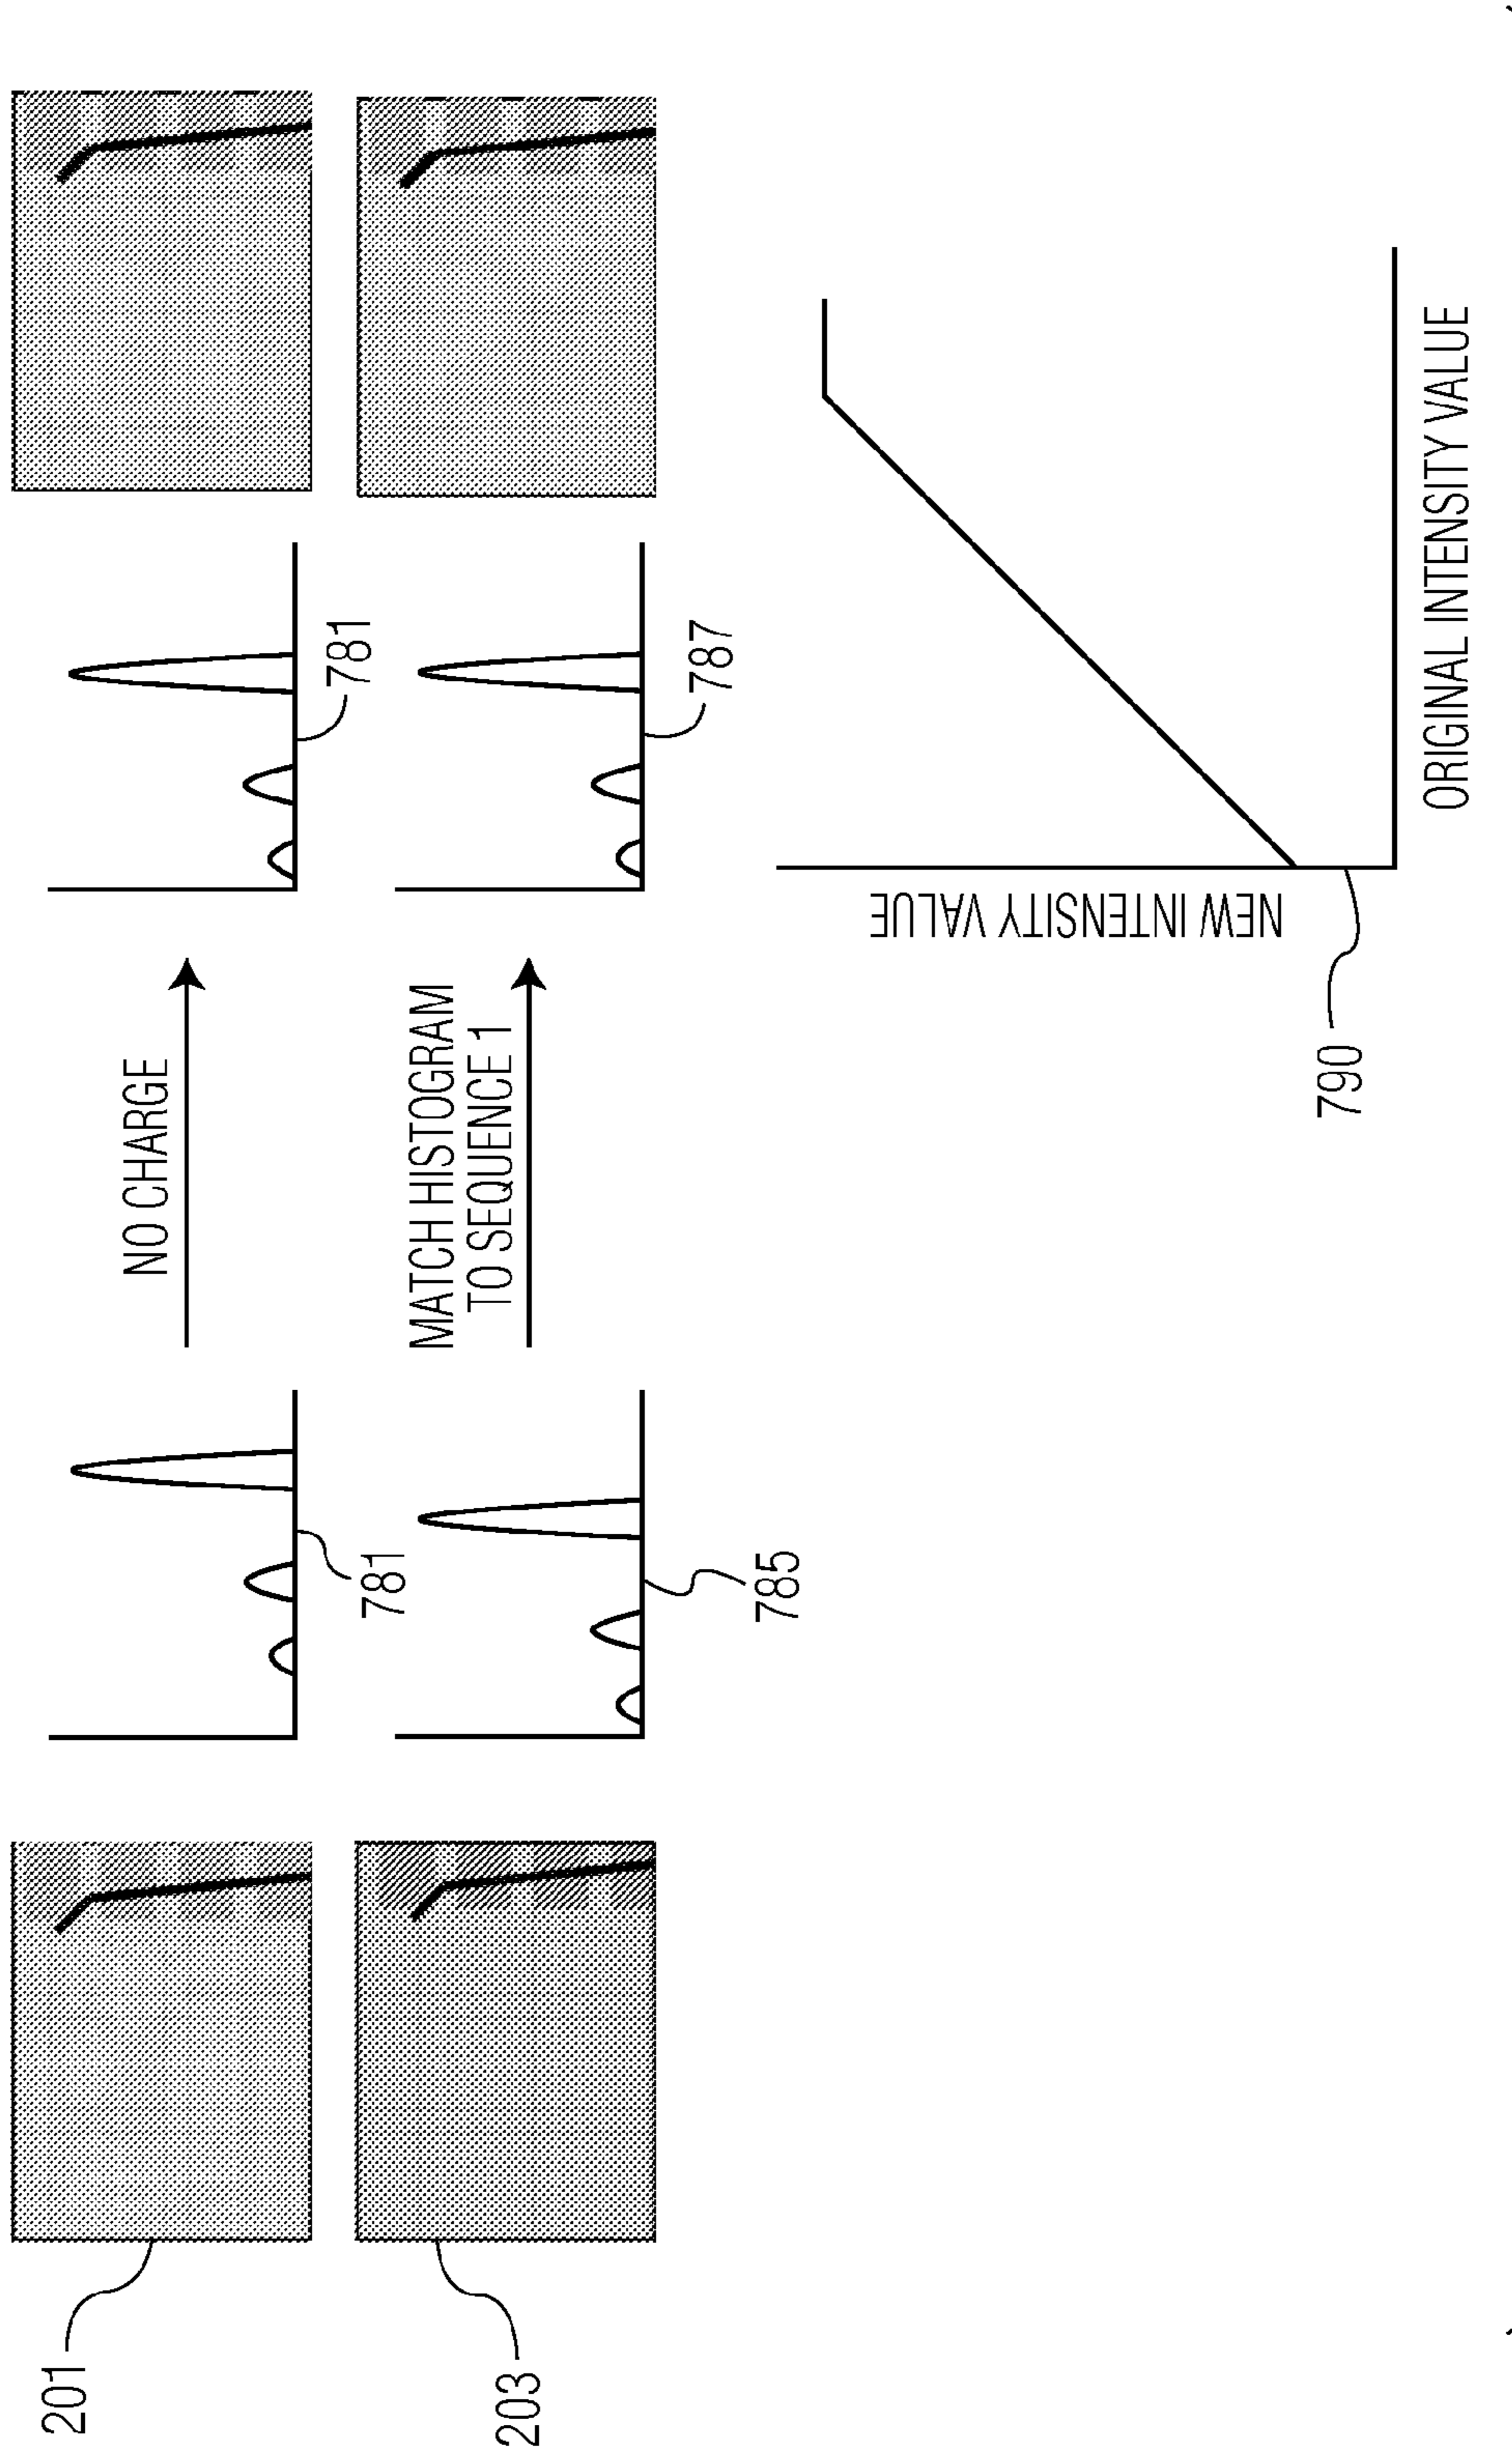 201
781
NO CHARGE
781
203
785
MATCH HISTOGRAM
TO SEQUENCE 1
787
790
NEW INTENSITY VALUE
ORIGINAL INTENSITY VALUE